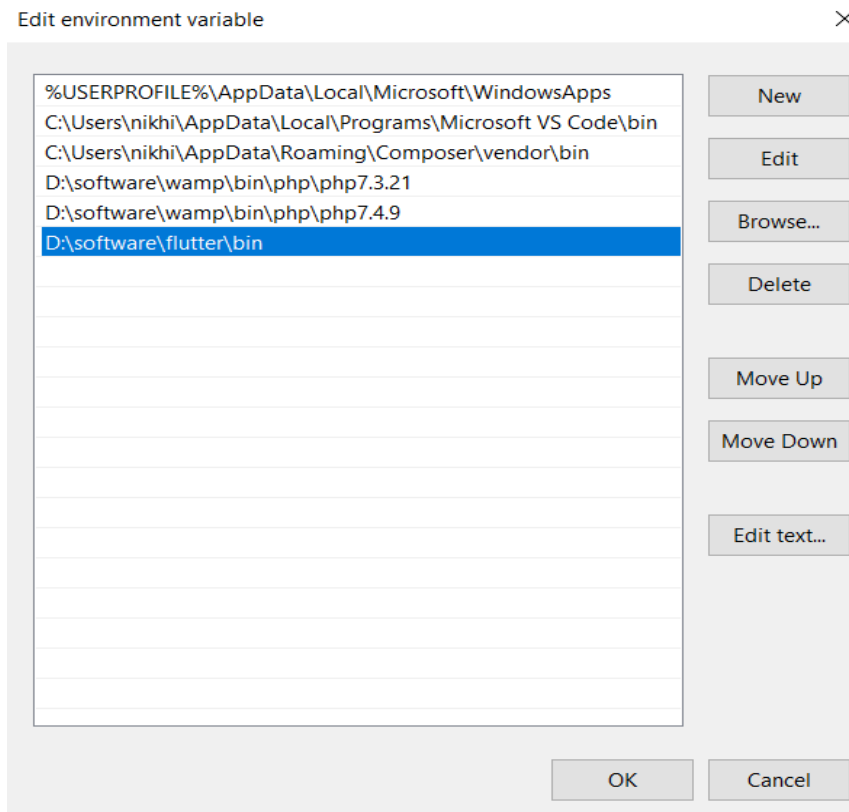 Edit environment variable
%USERPROFILE%\AppData\Local\Microsoft\WindowsApps
C:\Users\nikhi\AppData\Local\Programs\Microsoft VS Code\bin
C:\Users\nikhi\AppData\Roaming\Composer\vendor\bin
D:\software\wamp\bin\php\php7.3.21
D:\software\wamp\bin\php\php7.4.9
D:\software\flutter\bin
New
Edit
Browse...
Delete
Move Up
Move Down
Edit text...
OK
Cancel